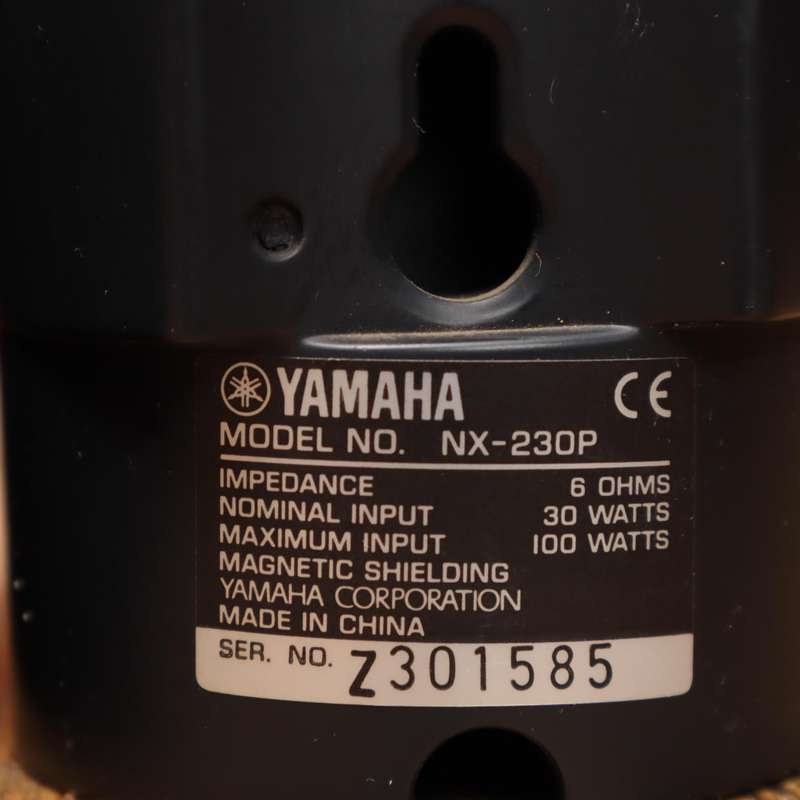 YAMAHA CE
MODEL NO. NX-230P
IMPEDANCE 6 OHMS
NOMINAL INPUT 30 WATTS
MAXIMUM INPUT 100 WATTS
MAGNETIC SHIELDING
YAMAHA CORPORATION
MADE IN CHINA
SER. NO. Z301585